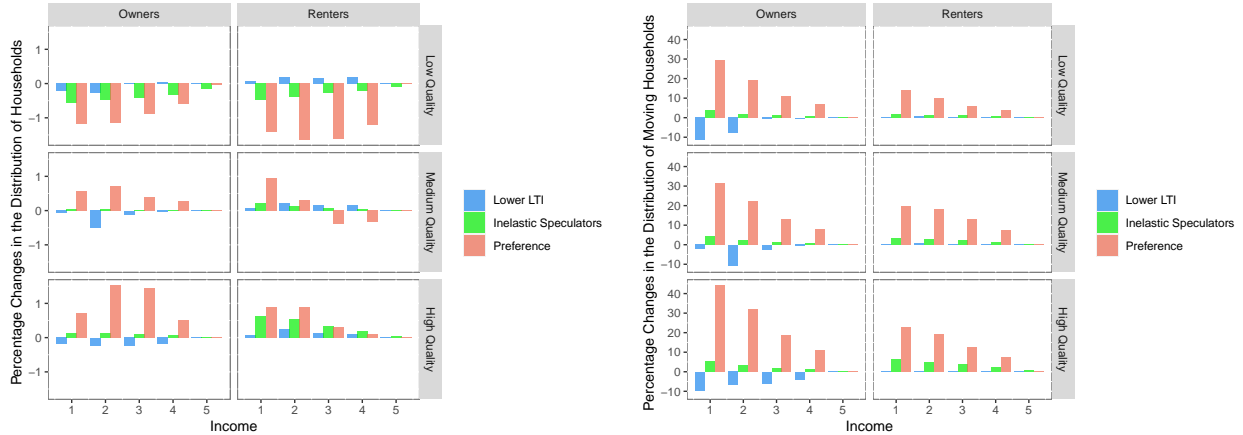 Owners
Renters
Percentage Changes in the Distribution of Households
1
0
−1
Low Quality
1
0
−1
Medium Quality
1
0
−1
High Quality
1 2 3 4 5
1 2 3 4 5
Income
Lower LTI
Inelastic Speculators
Preference
Owners
Renters
Percentage Changes in the Distribution of Moving Households
40
30
20
10
0
−10
Low Quality
40
30
20
10
0
−10
Medium Quality
40
30
20
10
0
−10
High Quality
1 2 3 4 5
1 2 3 4 5
Income
Lower LTI
Inelastic Speculators
Preference